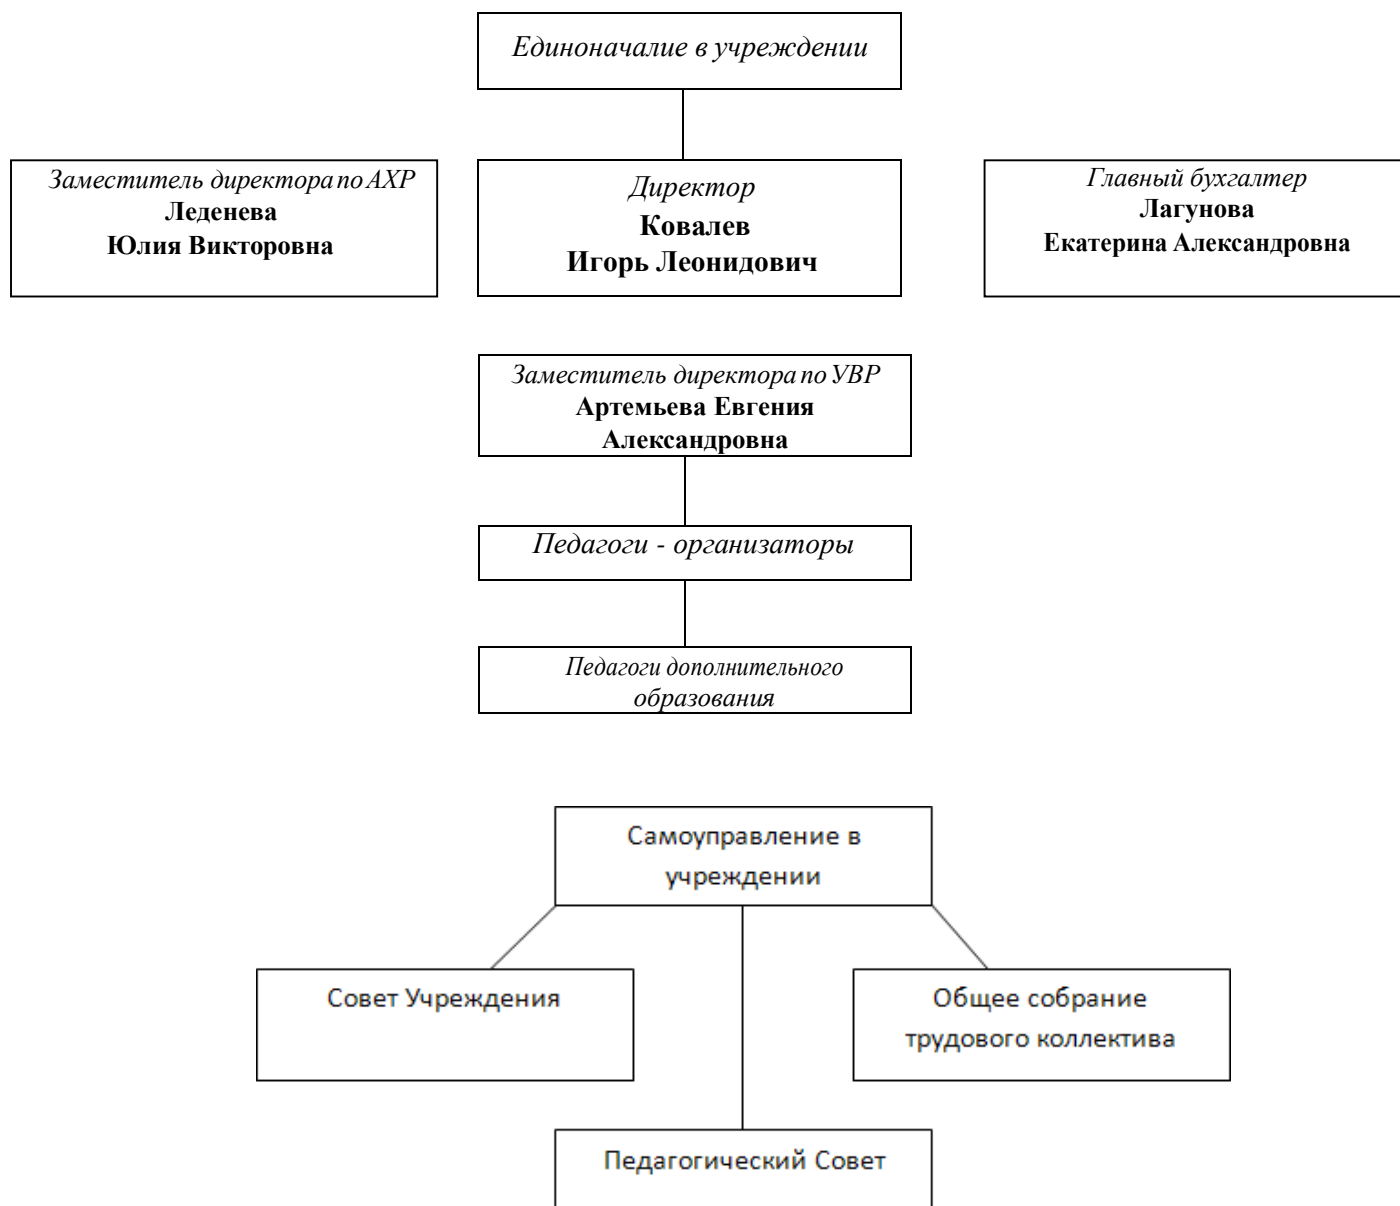 Единоначалие в учреждении
Заместитель директора по АХР
Леденева
Юлия Викторовна
Директор
Ковалев
Игорь Леонидович
Главный бухгалтер
Лагунова
Екатерина Александровна
Заместитель директора по УВР
Артемьева Евгения
Александровна
Педагоги - организаторы
Педагоги дополнительного
образования
Самоуправление в
учреждении
Совет Учреждения
Общее собрание
трудового коллектива
Педагогический Совет